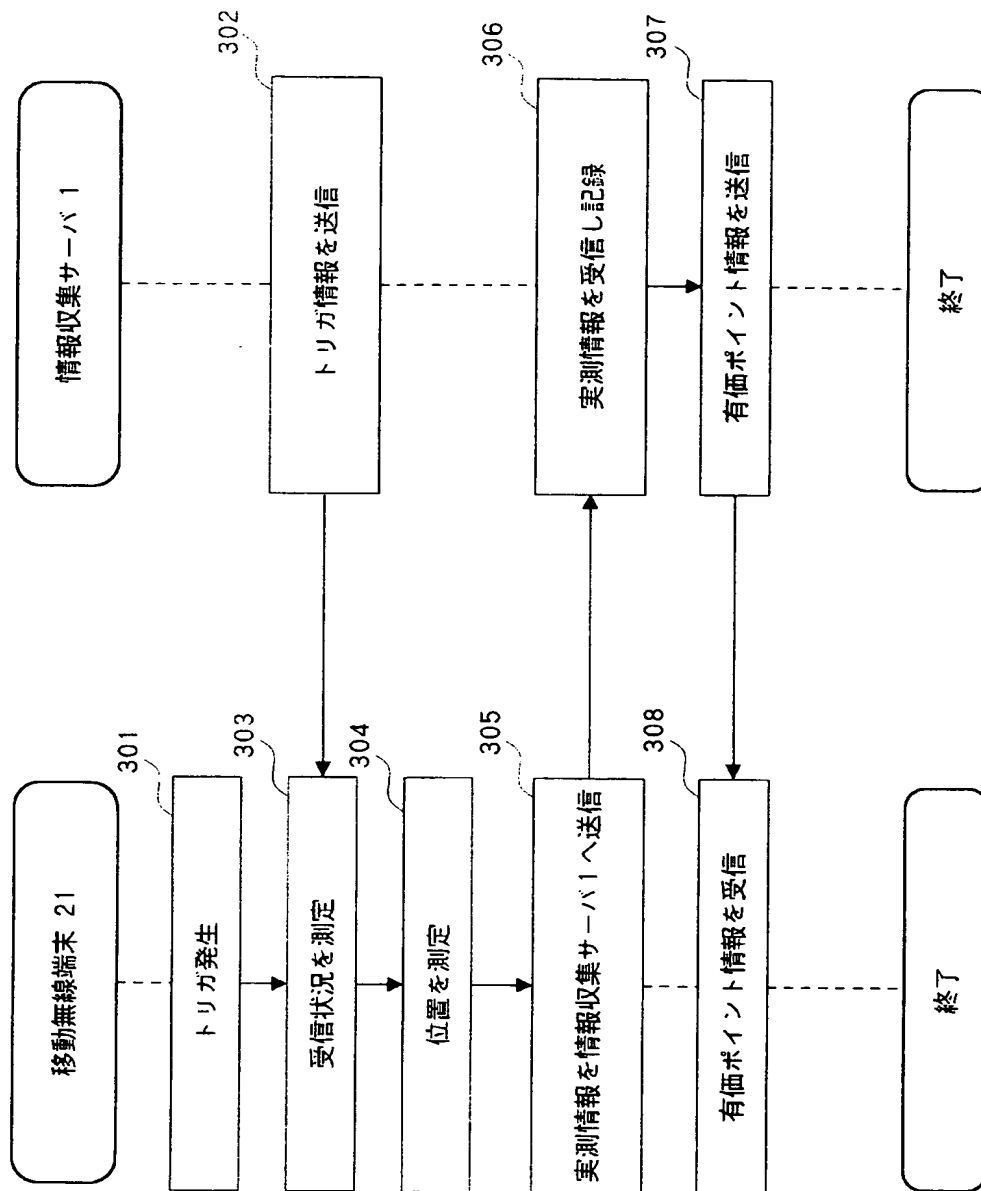 移動無線端末 21
情報収集サーバ 1
301
トリガ発生
302
トリガ情報を送信
303
受信状況を測定
304
位置を測定
305
実測情報を情報収集サーバ1へ送信
306
実測情報を受信し記録
307
有価ポイント情報を送信
308
有価ポイント情報を受信
終了
終了